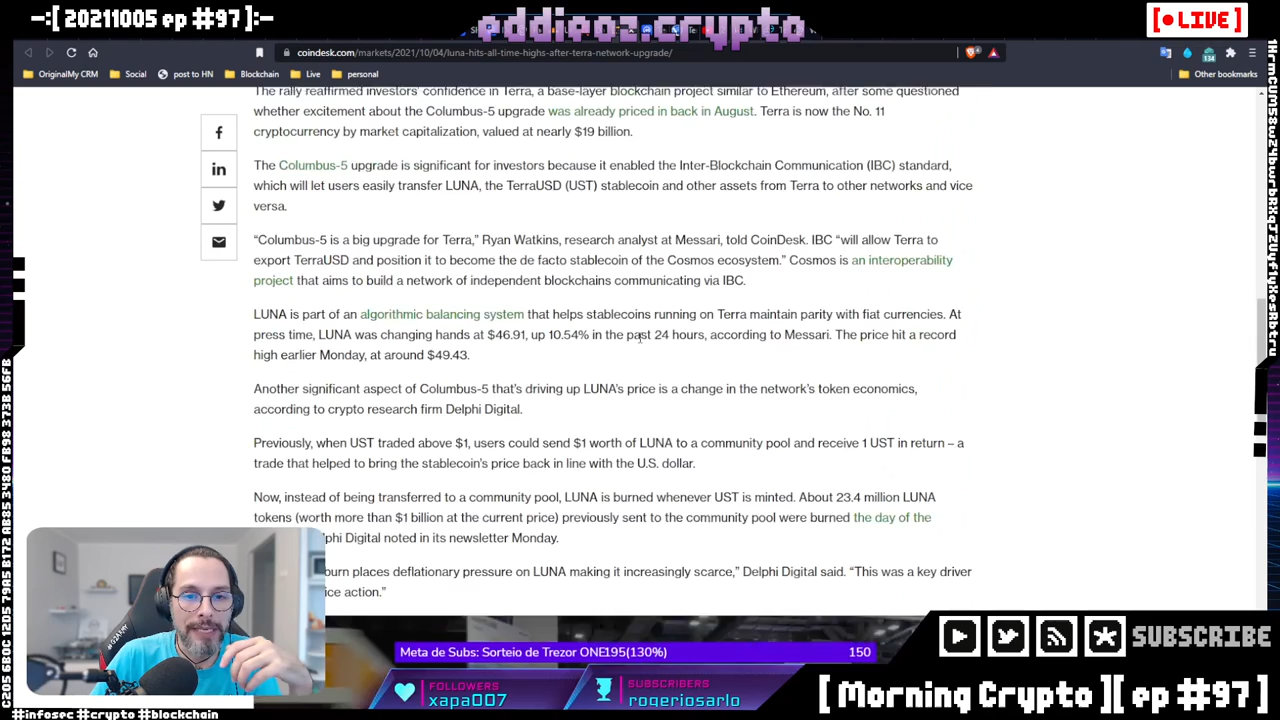 -:[ 20211005 ep #97]:-
eddieoz.crypto
[● LIVE]
coindesk.com/markets/2021/10/04/luna-hits-all-time-highs-after-terra-network-upgrade/
OriginalMy CRM
Social
post to HN
Blockchain
Live
personal
Other bookmarks
The rally reaffirmed investors' confidence in Terra, a base-layer blockchain project similar to Ethereum, after some questioned
whether excitement about the Columbus-5 upgrade was already priced in back in August. Terra is now the No. 11
cryptocurrency by market capitalization, valued at nearly $19 billion.
The Columbus-5 upgrade is significant for investors because it enabled the Inter-Blockchain Communication (IBC) standard,
which will let users easily transfer LUNA, the TerraUSD (UST) stablecoin and other assets from Terra to other networks and vice
versa.
“Columbus-5 is a big upgrade for Terra,” Ryan Watkins, research analyst at Messari, told CoinDesk. IBC “will allow Terra to
export TerraUSD and position it to become the de facto stablecoin of the Cosmos ecosystem.” Cosmos is an interoperability
project that aims to build a network of independent blockchains communicating via IBC.
LUNA is part of an algorithmic balancing system that helps stablecoins running on Terra maintain parity with fiat currencies. At
press time, LUNA was changing hands at $46.91, up 10.54% in the past 24 hours, according to Messari. The price hit a record
high earlier Monday, at around $49.43.
Another significant aspect of Columbus-5 that’s driving up LUNA’s price is a change in the network’s token economics,
according to crypto research firm Delphi Digital.
Previously, when UST traded above $1, users could send $1 worth of LUNA to a community pool and receive 1 UST in return – a
trade that helped to bring the stablecoin’s price back in line with the U.S. dollar.
Now, instead of being transferred to a community pool, LUNA is burned whenever UST is minted. About 23.4 million LUNA
tokens (worth more than $1 billion at the current price) previously sent to the community pool were burned the day of the
phi Digital noted in its newsletter Monday.
burn places deflationary pressure on LUNA making it increasingly scarce,” Delphi Digital said. “This was a key driver
ice action.”
Meta de Subs: Sorteio de Trezor ONE195(130%) 150
FOLLOWERS
xapa007
SUBSCRIBERS
rogeriosarlo
SUBSCRIBE
[ Morning Crypto ][ ep #97 ]
#infosec #crypto #blockchain